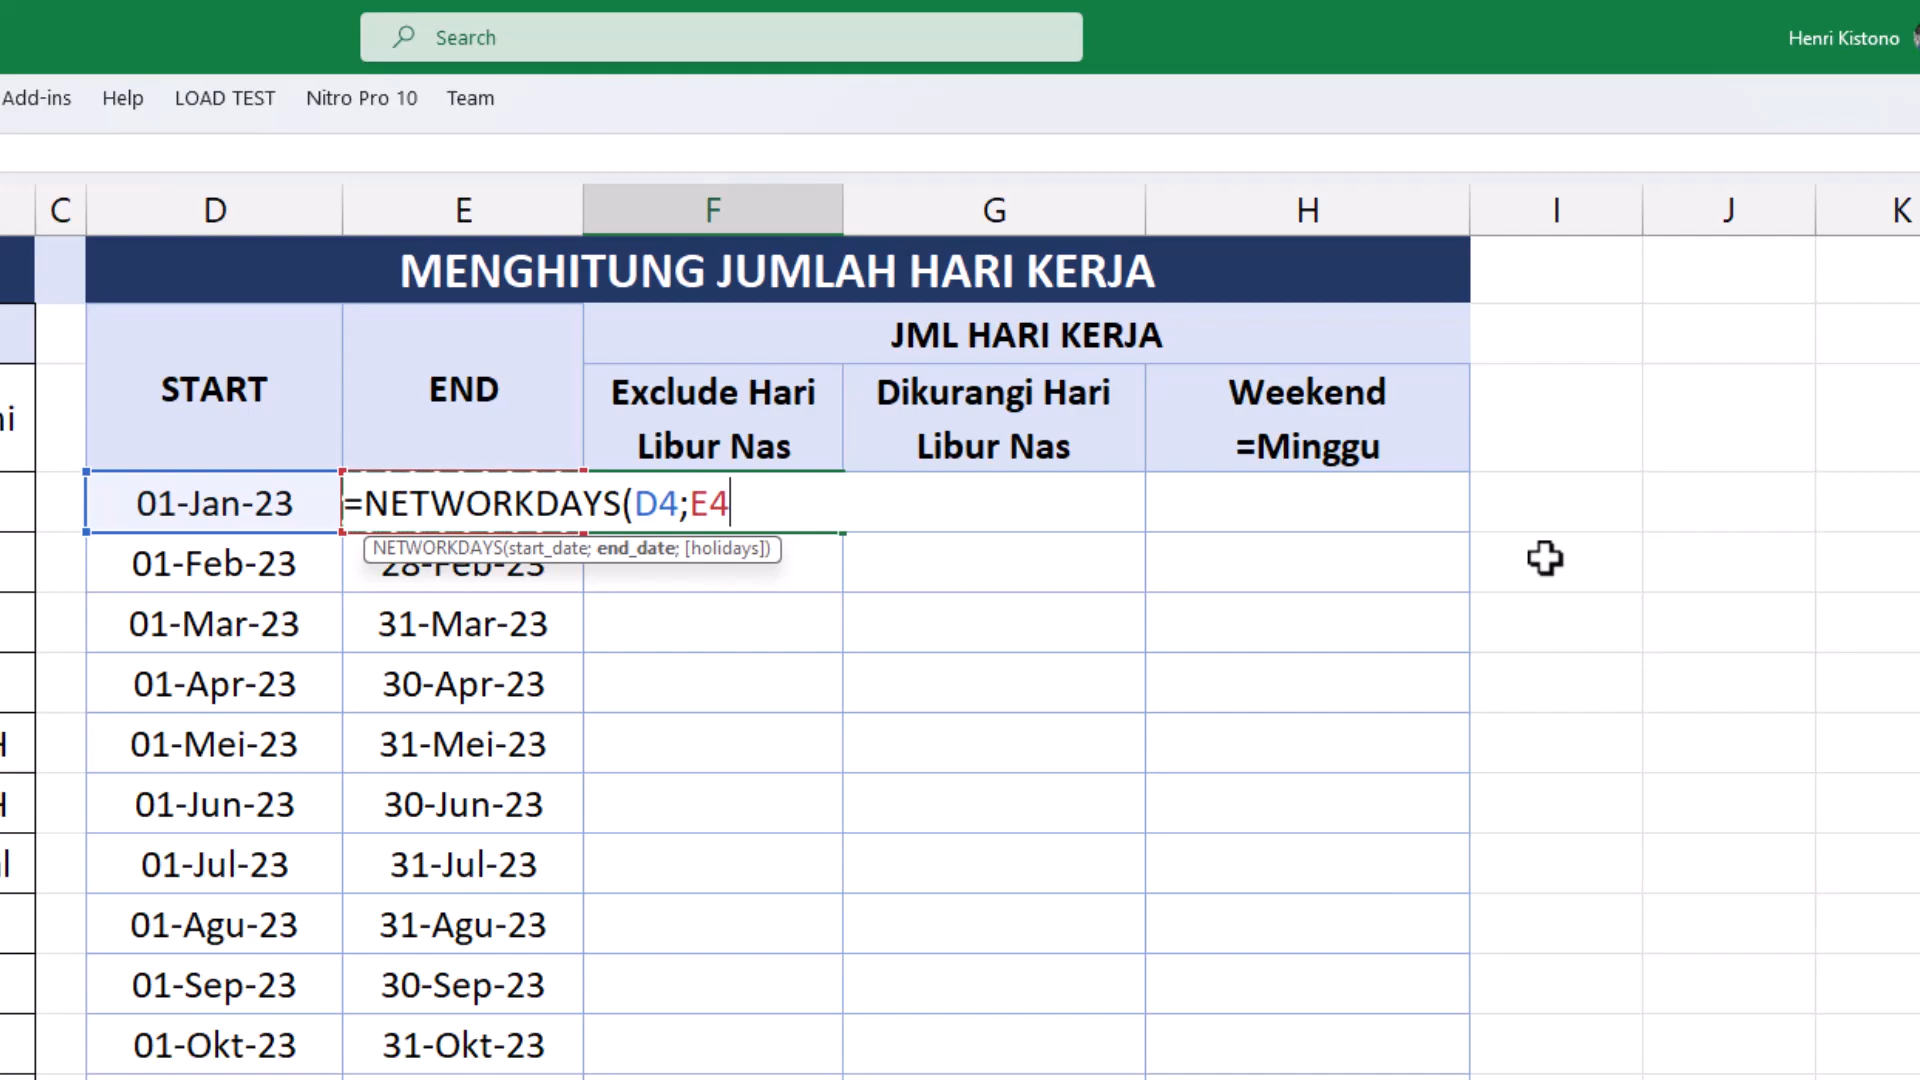 Search
Henri Kistono
Add-ins Help LOAD TEST Nitro Pro 10 Team
C D E F G H I J K
MENGHITUNG JUMLAH HARI KERJA
JML HARI KERJA
START END
Exclude Hari Libur Nas
Dikurangi Hari Libur Nas
Weekend =Minggu
01-Jan-23 =NETWORKDAYS(D4;E4
NETWORKDAYS(start_date; end_date; [holidays])
01-Feb-23 28-Feb-23
01-Mar-23 31-Mar-23
01-Apr-23 30-Apr-23
01-Mei-23 31-Mei-23
01-Jun-23 30-Jun-23
01-Jul-23 31-Jul-23
01-Agu-23 31-Agu-23
01-Sep-23 30-Sep-23
01-Okt-23 31-Okt-23